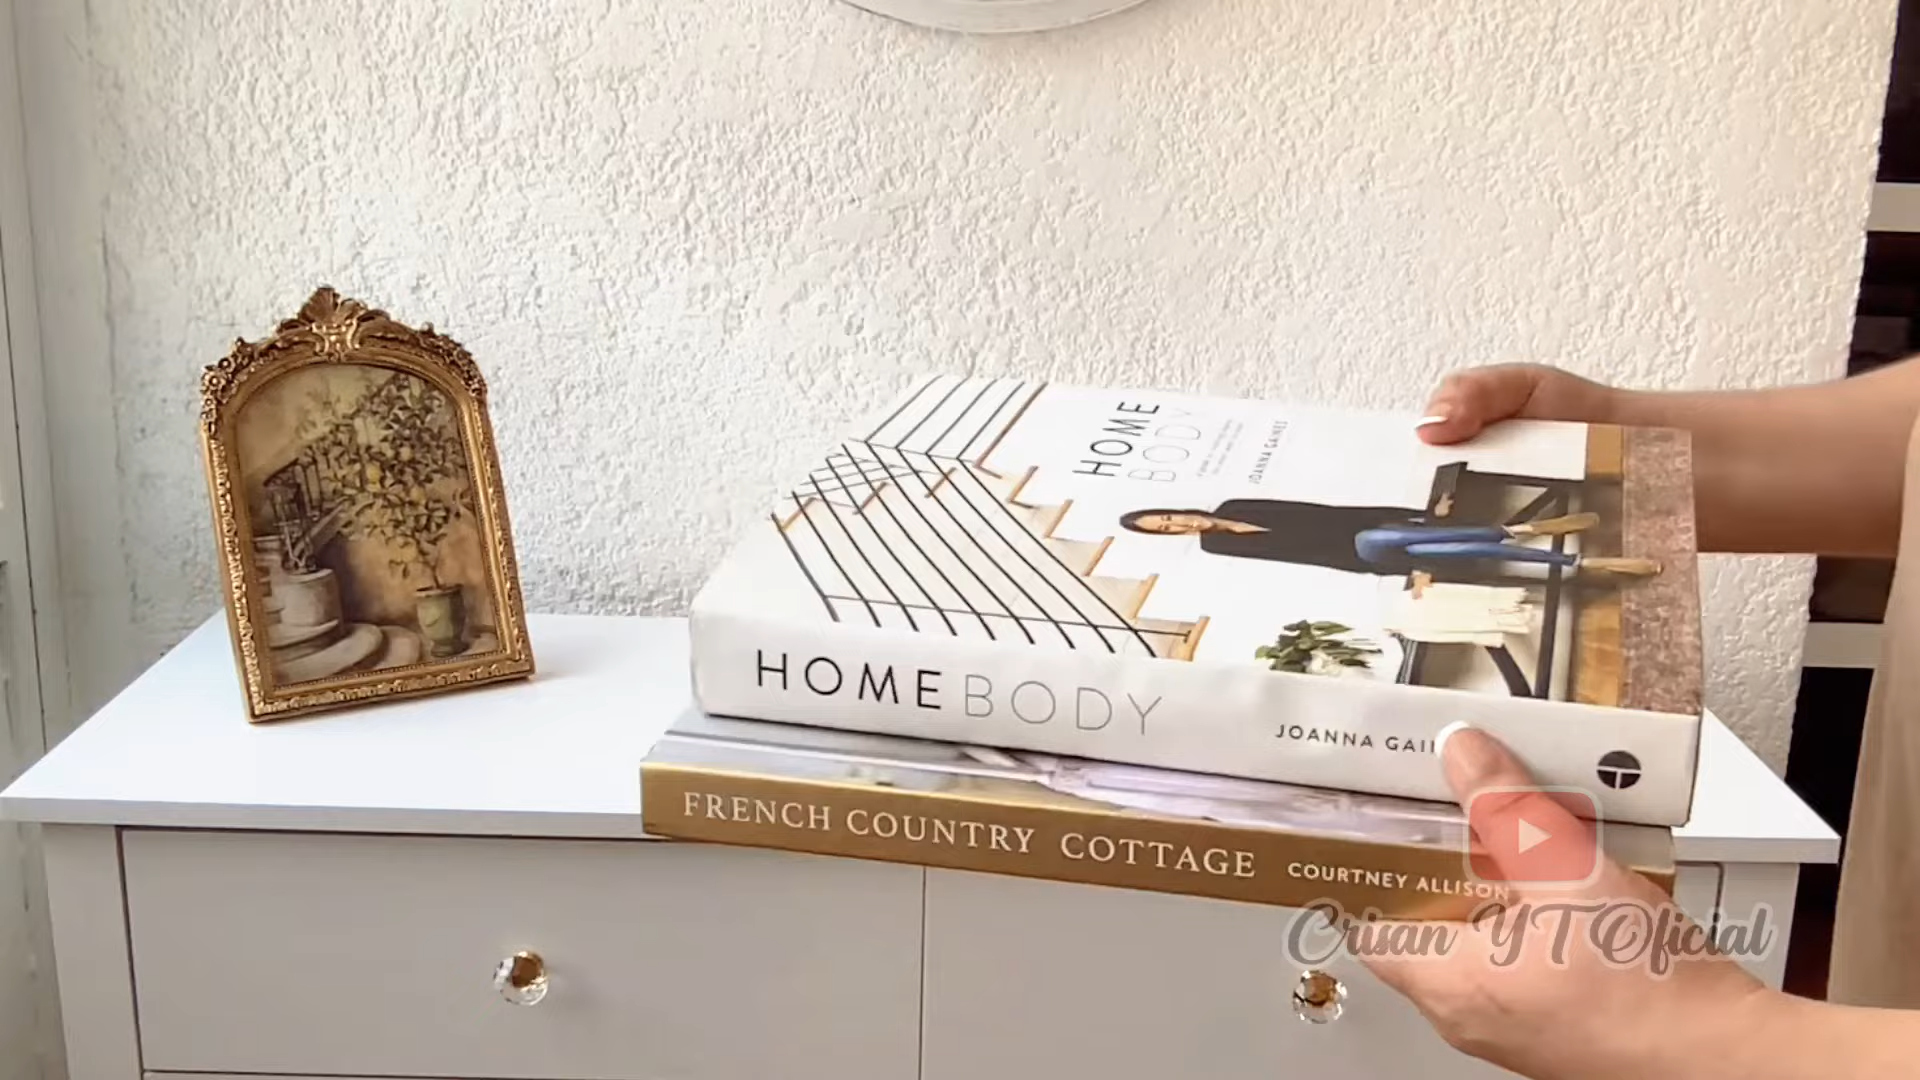 HOME
BODY
JOANNA GAINES
HOMEBODY
JOANNA GAI
FRENCH COUNTRY COTTAGE COURTNEY ALLISON
Crisan YT Oficial